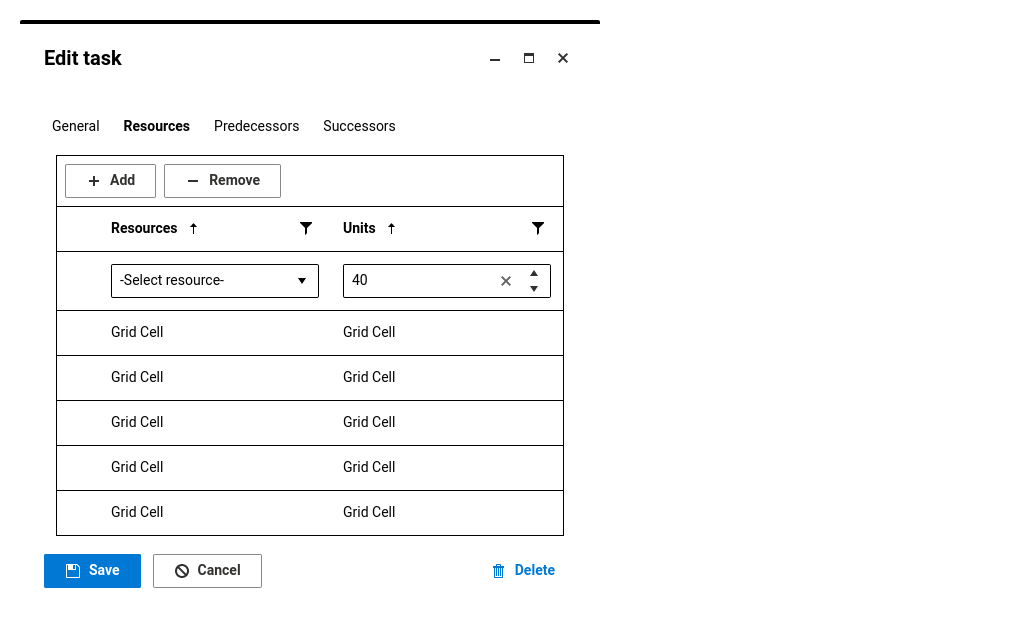 Edit task
General Resources Predecessors Successors
Add Remove
Resources Units
-Select resource- 40
Grid Cell Grid Cell
Grid Cell Grid Cell
Grid Cell Grid Cell
Grid Cell Grid Cell
Grid Cell Grid Cell
Save Cancel Delete